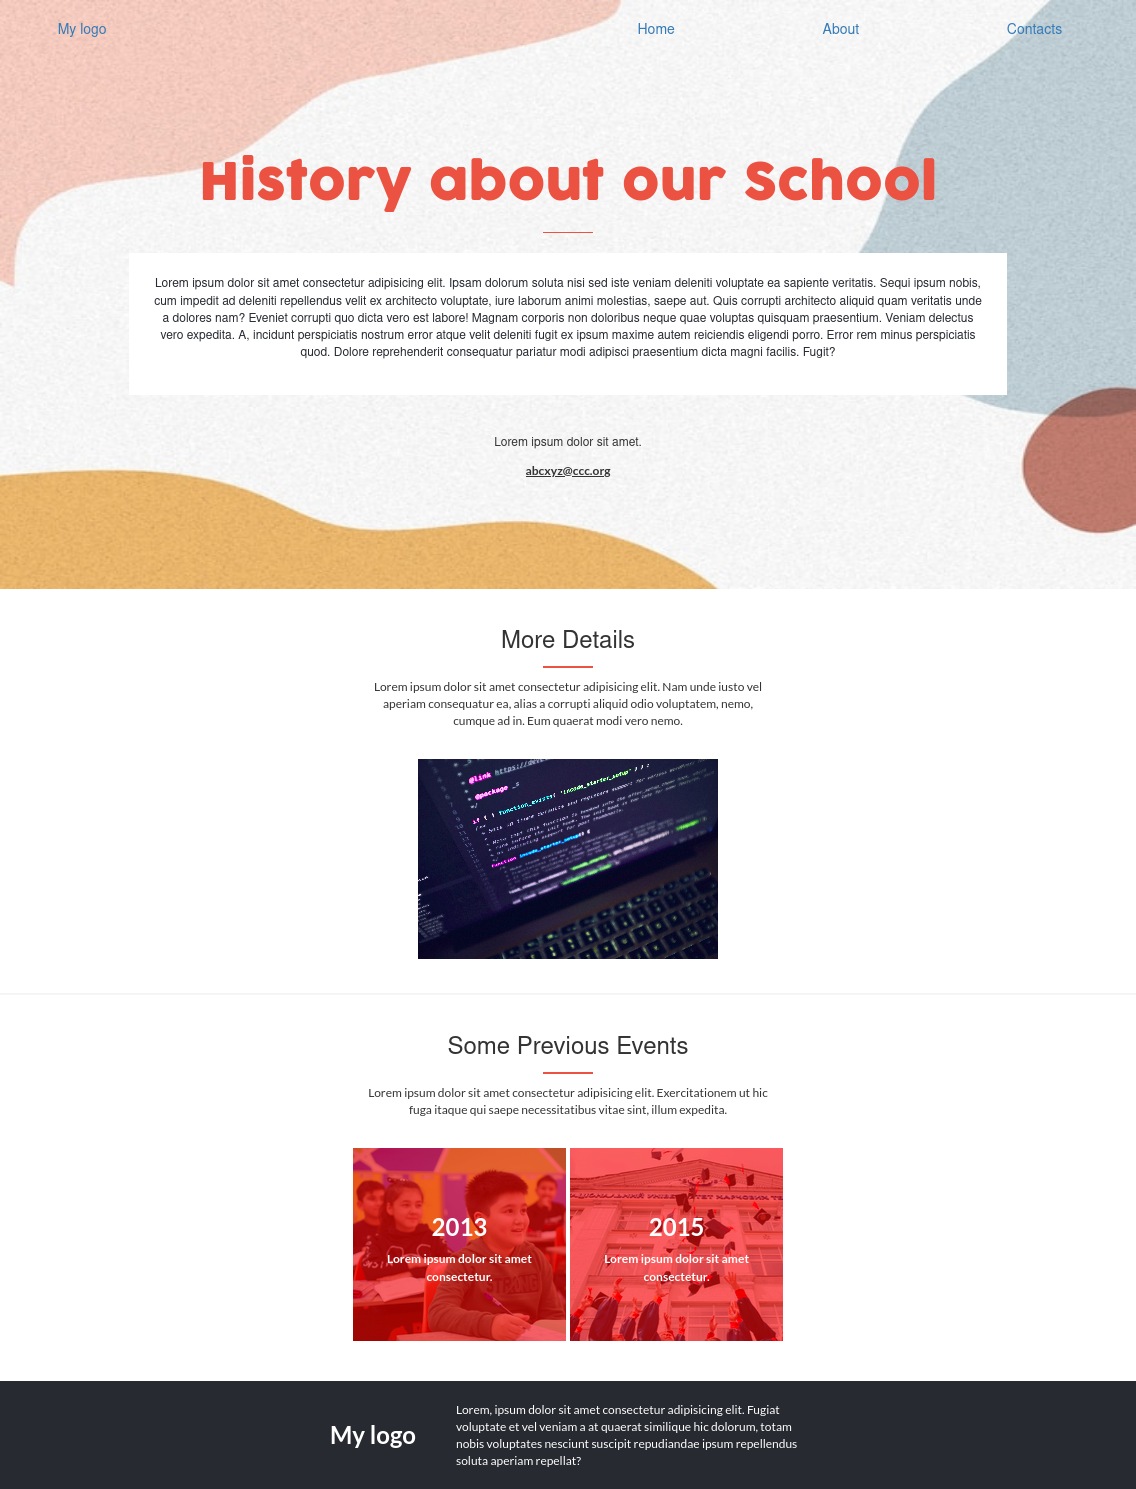 My logo Home About Contacts
History about our School
Lorem ipsum dolor sit amet consectetur adipisicing elit. Ipsam dolorum soluta nisi sed iste veniam deleniti voluptate ea sapiente veritatis. Sequi ipsum nobis,
cum impedit ad deleniti repellendus velit ex architecto voluptate, iure laborum animi molestias, saepe aut. Quis corrupti architecto aliquid quam veritatis unde
a dolores nam? Eveniet corrupti quo dicta vero est labore! Magnam corporis non doloribus neque quae voluptas quisquam praesentium. Veniam delectus
vero expedita. A, incidunt perspiciatis nostrum error atque velit deleniti fugit ex ipsum maxime autem reiciendis eligendi porro. Error rem minus perspiciatis
quod. Dolore reprehenderit consequatur pariatur modi adipisci praesentium dicta magni facilis. Fugit?
Lorem ipsum dolor sit amet.
abcxyz@ccc.org
More Details
Lorem ipsum dolor sit amet consectetur adipisicing elit. Nam unde iusto vel
aperiam consequatur ea, alias a corrupti aliquid odio voluptatem, nemo,
cumque ad in. Eum quaerat modi vero nemo.
@link https://
@package _s
if ( ! function_exists(
Some Previous Events
Lorem ipsum dolor sit amet consectetur adipisicing elit. Exercitationem ut hic
fuga itaque qui saepe necessitatibus vitae sint, illum expedita.
2013
Lorem ipsum dolor sit amet
consectetur.
2015
Lorem ipsum dolor sit amet
consectetur.
My logo
Lorem, ipsum dolor sit amet consectetur adipisicing elit. Fugiat
voluptate et vel veniam a at quaerat similique hic dolorum, totam
nobis voluptates nesciunt suscipit repudiandae ipsum repellendus
soluta aperiam repellat?